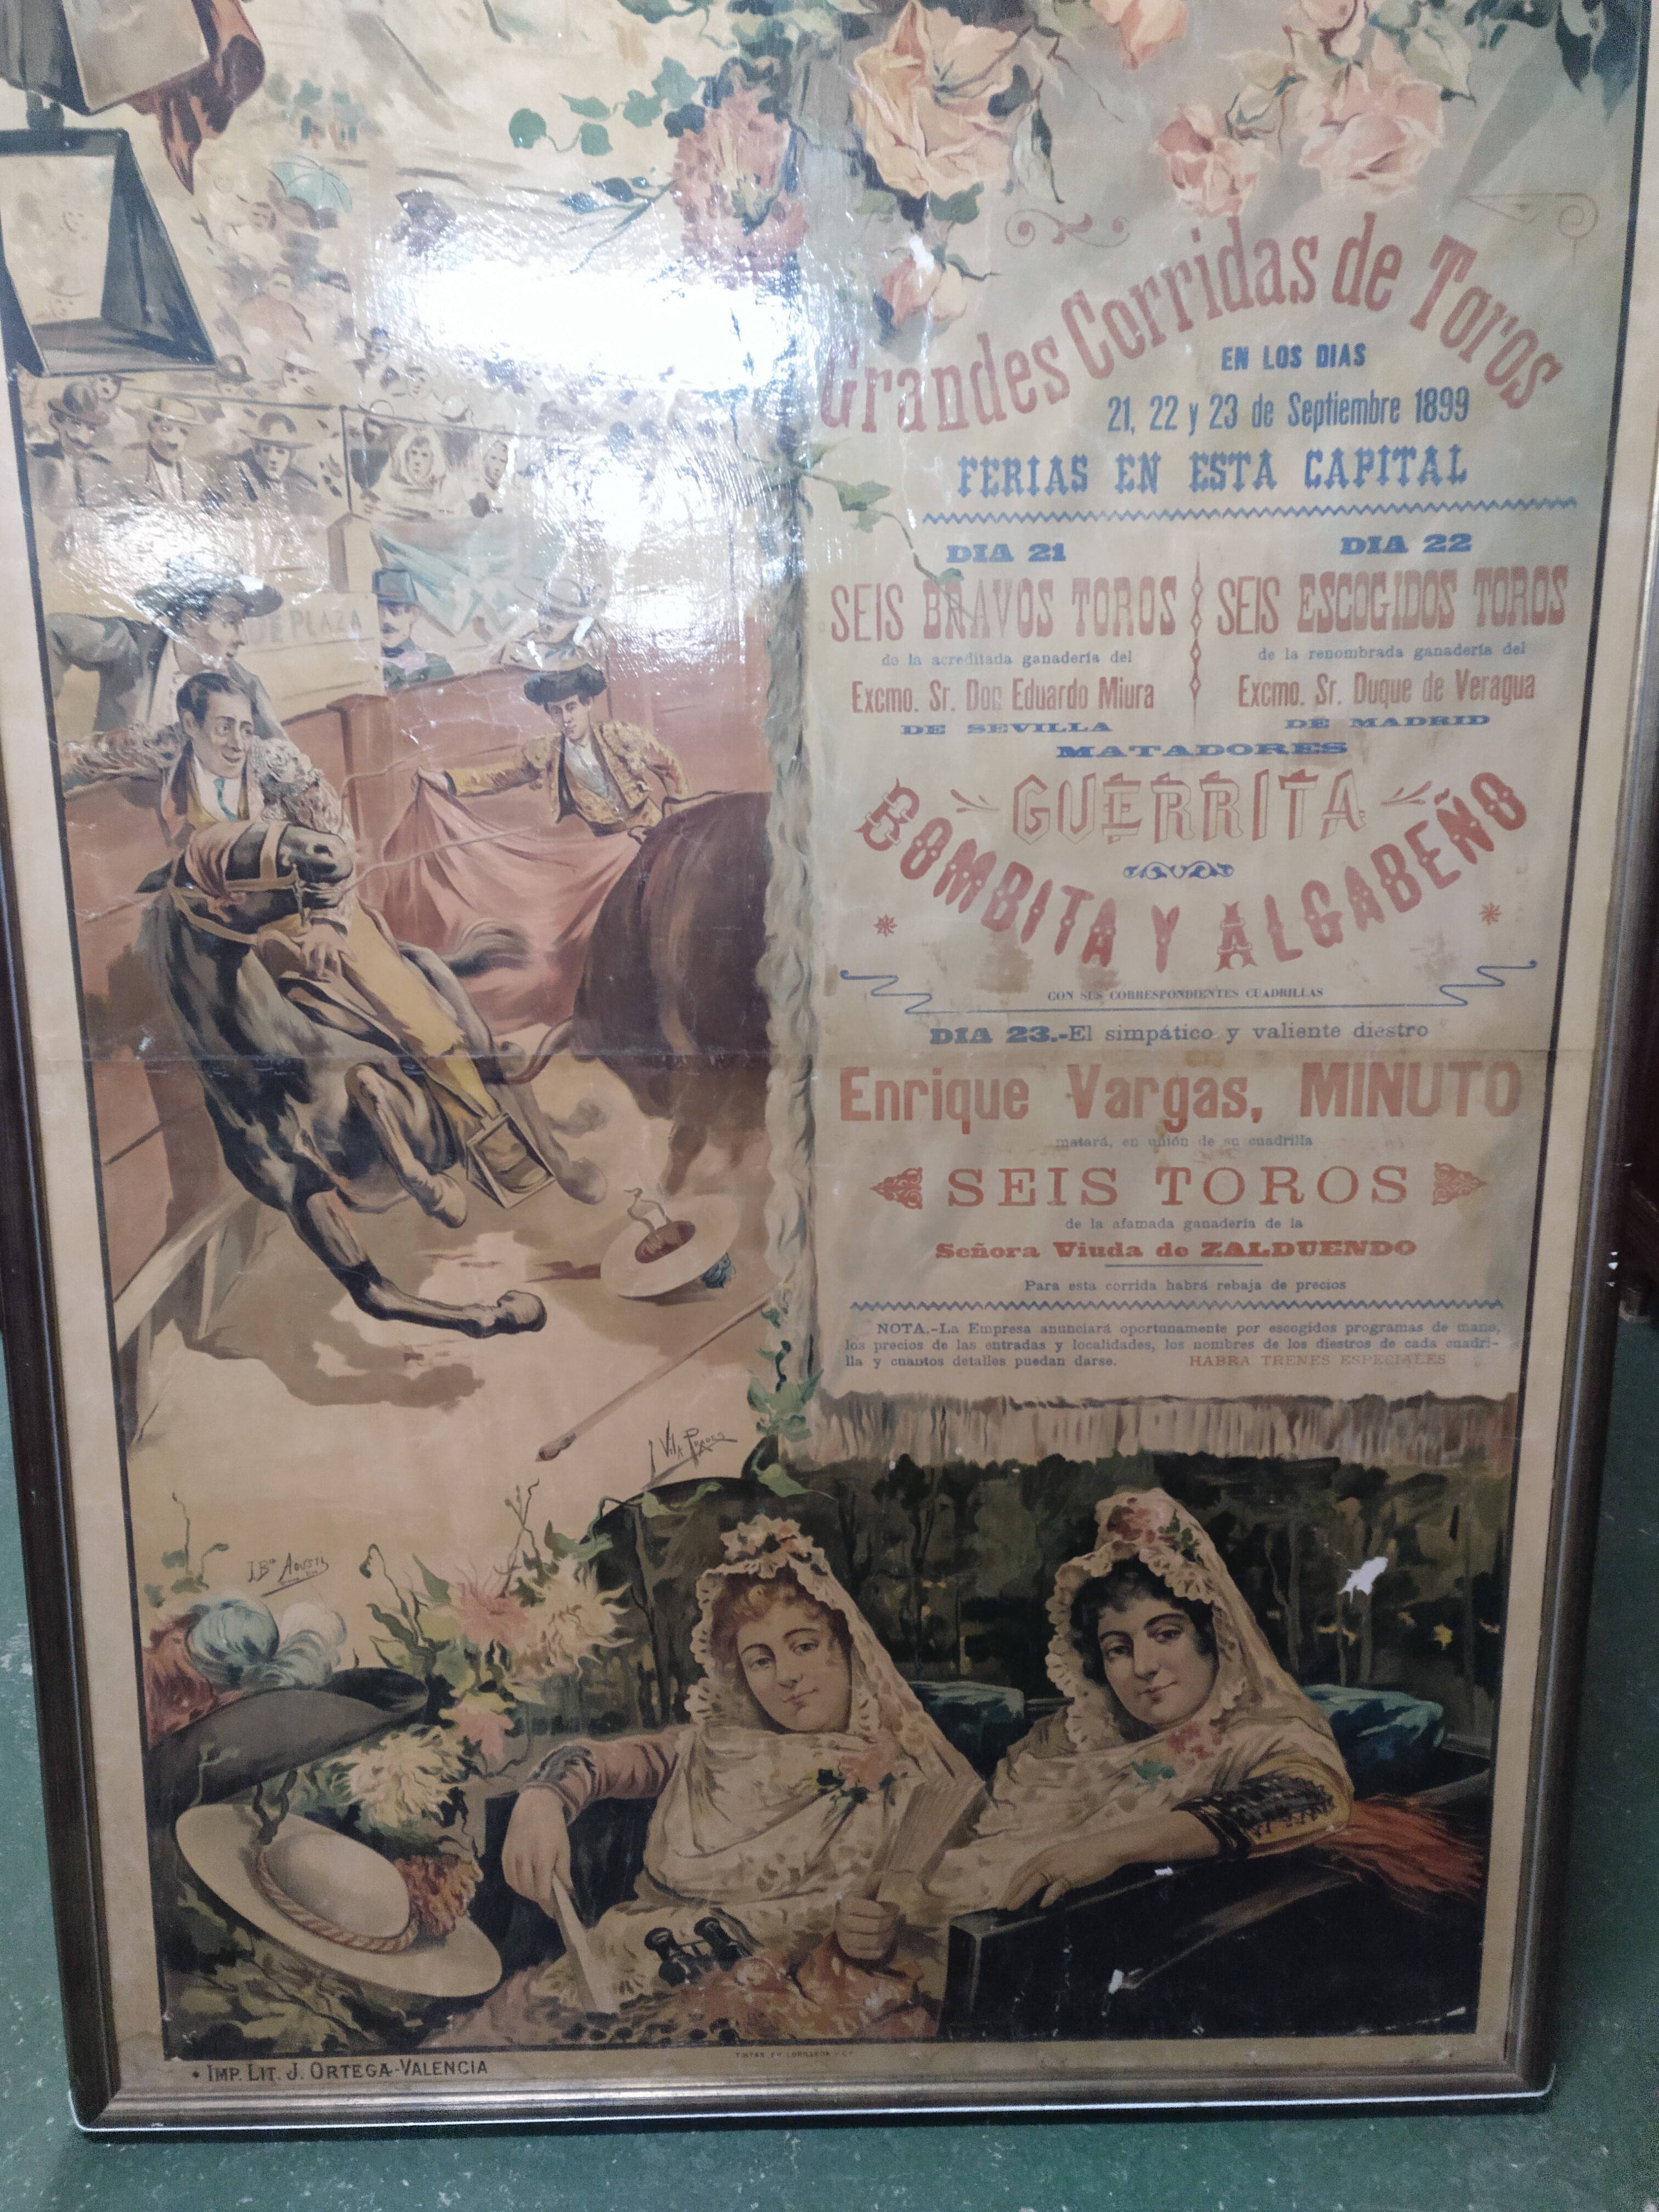 Grandes Corridas de Toros
EN LOS DIAS
21, 22 y 23 de Septiembre 1899
FERIAS EN ESTA CAPITAL
DIA 21
SEIS BRAVOS TOROS
de la acreditada ganadería del
Excmo. Sr. Don Eduardo Miura
DE SEVILLA
DIA 22
SEIS ESCOGIDOS TOROS
de la renombrada ganadería del
Excmo. Sr. Duque de Veragua
DE MADRID
MATADORES
GUERRITA
BOMBITA Y ALGABEÑO
CON SUS CORRESPONDIENTES CUADRILLAS
DIA 23.-El simpático y valiente diestro
Enrique Vargas, MINUTO
matará, en unión de su cuadrilla
SEIS TOROS
de la afamada ganadería de la
Señora Viuda de ZALDUENDO
Para esta corrida habrá rebaja de precios
NOTA.-La Empresa anunciará oportunamente por escogidos programas de mano,
los precios de las entradas y localidades, los nombres de los diestros de cada cuadri-
lla y cuantos detalles puedan darse. HABRA TRENES ESPECIALES
DE PLAZA
J Vila Prades
J.Bta Agustí
IMP. LIT. J. ORTEGA-VALENCIA